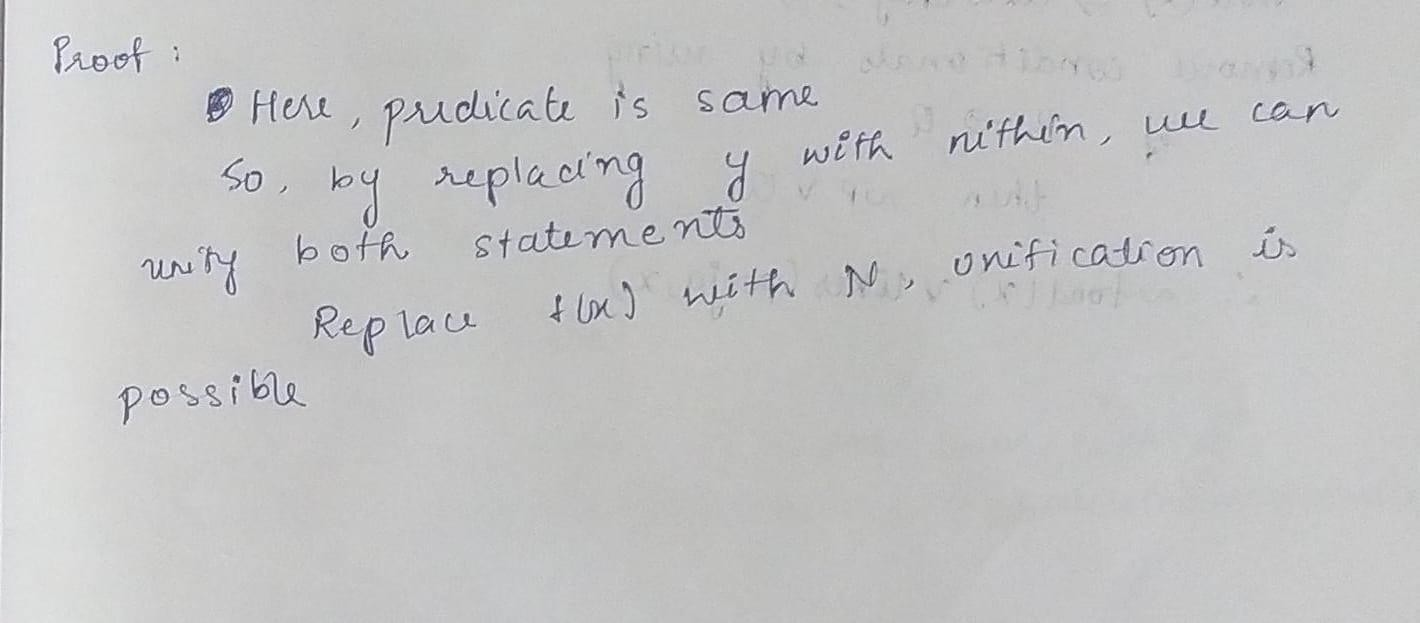 Proof :
Here, predicate is same
So, by replacing y with nithin, we can
unify both statements
Replace f(x) with N, unification is
possible